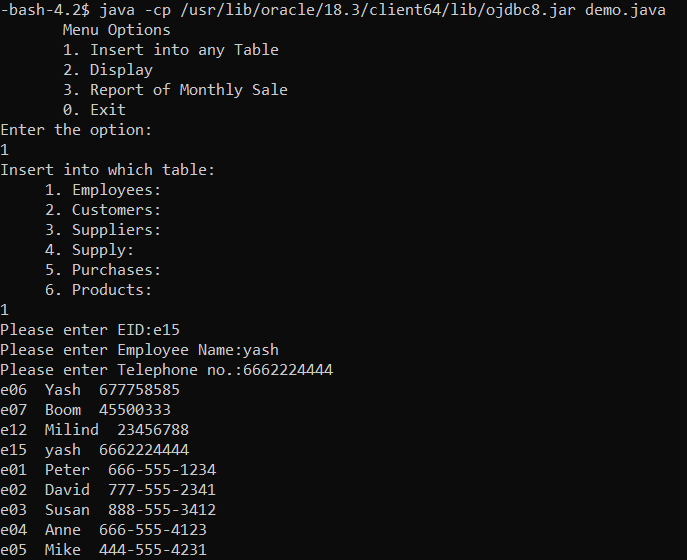 -bash-4.2$ java -cp /usr/lib/oracle/18.3/client64/lib/ojdbc8.jar demo.java
Menu Options
1. Insert into any Table
2. Display
3. Report of Monthly Sale
0. Exit
Enter the option:
1
Insert into which table:
1. Employees:
2. Customers:
3. Suppliers:
4. Supply:
5. Purchases:
6. Products:
1
Please enter EID:e15
Please enter Employee Name:yash
Please enter Telephone no.:6662224444
e06  Yash  677758585
e07  Boom  45500333
e12  Milind  23456788
e15  yash  6662224444
e01  Peter  666-555-1234
e02  David  777-555-2341
e03  Susan  888-555-3412
e04  Anne  666-555-4123
e05  Mike  444-555-4231